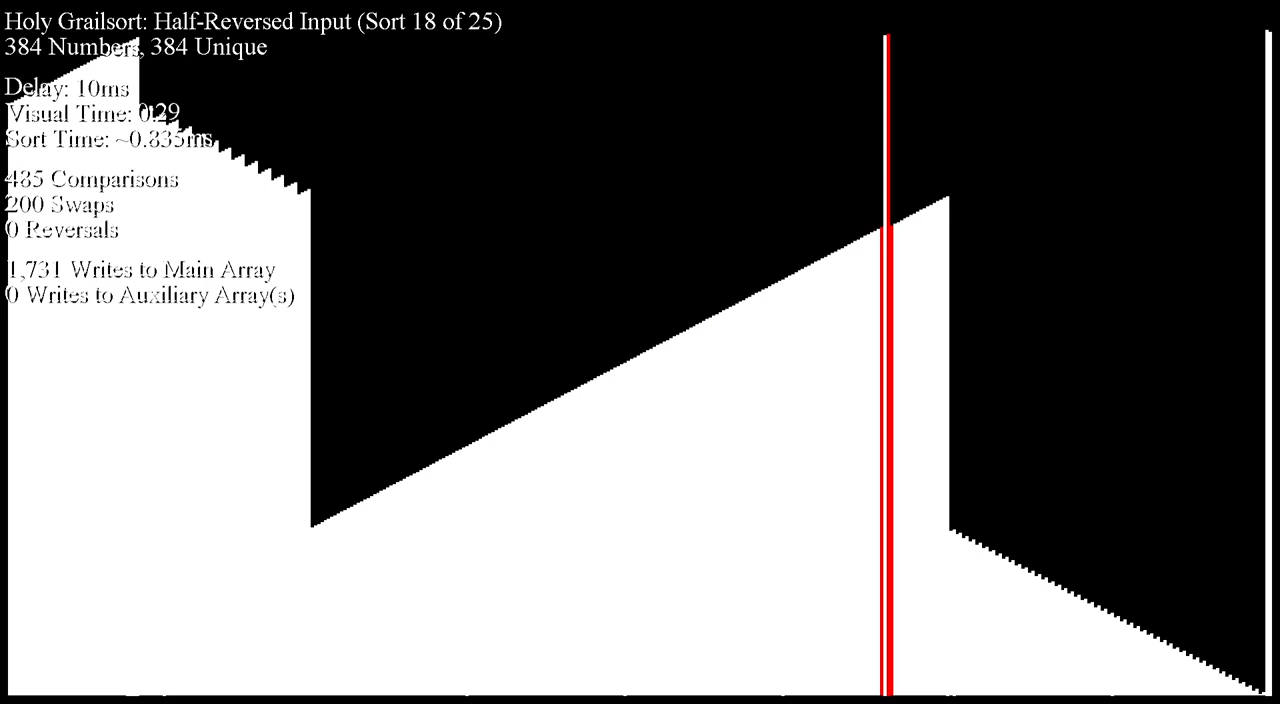 Holy Grailsort: Half-Reversed Input (Sort 18 of 25)
384 Numbers, 384 Unique
Delay: 10ms
Visual Time: 0.29
Sort Time: ~0.835ms
485 Comparisons
200 Swaps
0 Reversals
1,731 Writes to Main Array
0 Writes to Auxiliary Array(s)